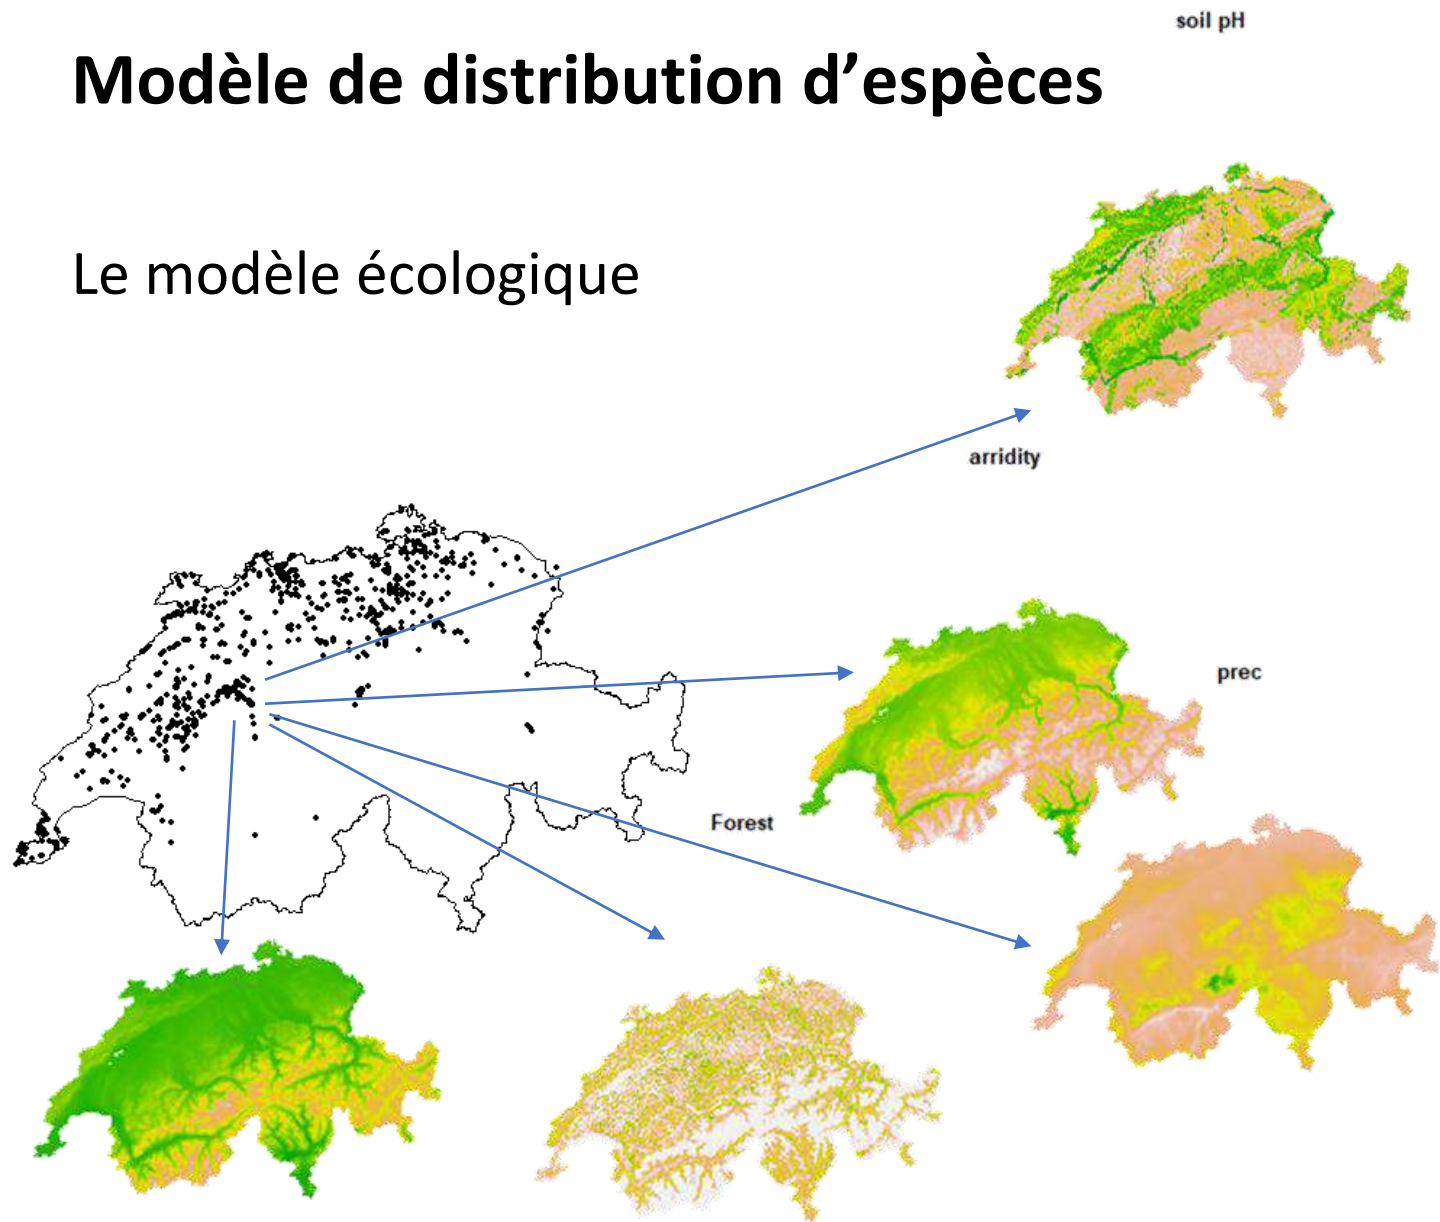 soil pH
Modèle de distribution d’espèces
Le modèle écologique
arridity
prec
Forest